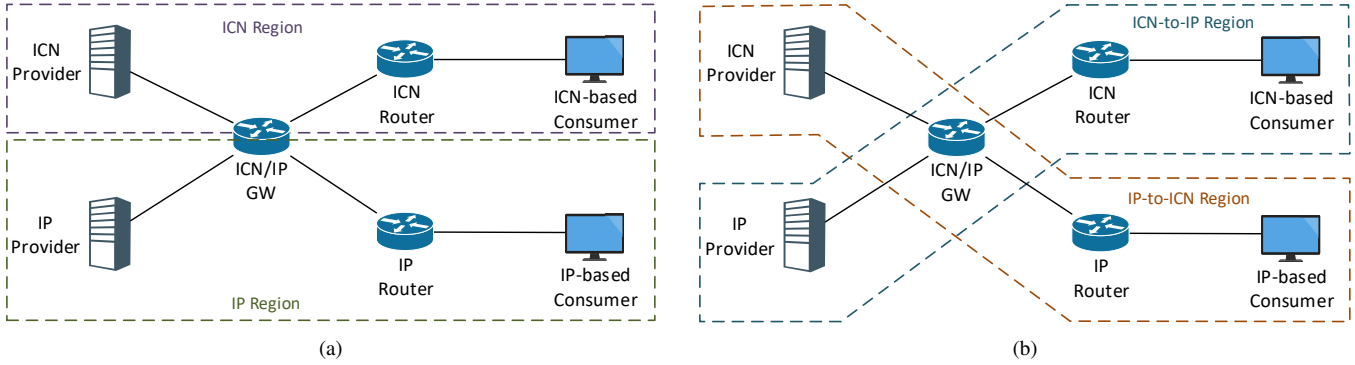 ICN Region
ICN
Provider
ICN
Router
ICN-based
Consumer
ICN/IP
GW
IP
Provider
IP
Router
IP-based
Consumer
IP Region
(a)
ICN-to-IP Region
ICN
Provider
ICN
Router
ICN-based
Consumer
ICN/IP
GW
IP-to-ICN Region
IP
Provider
IP
Router
IP-based
Consumer
(b)